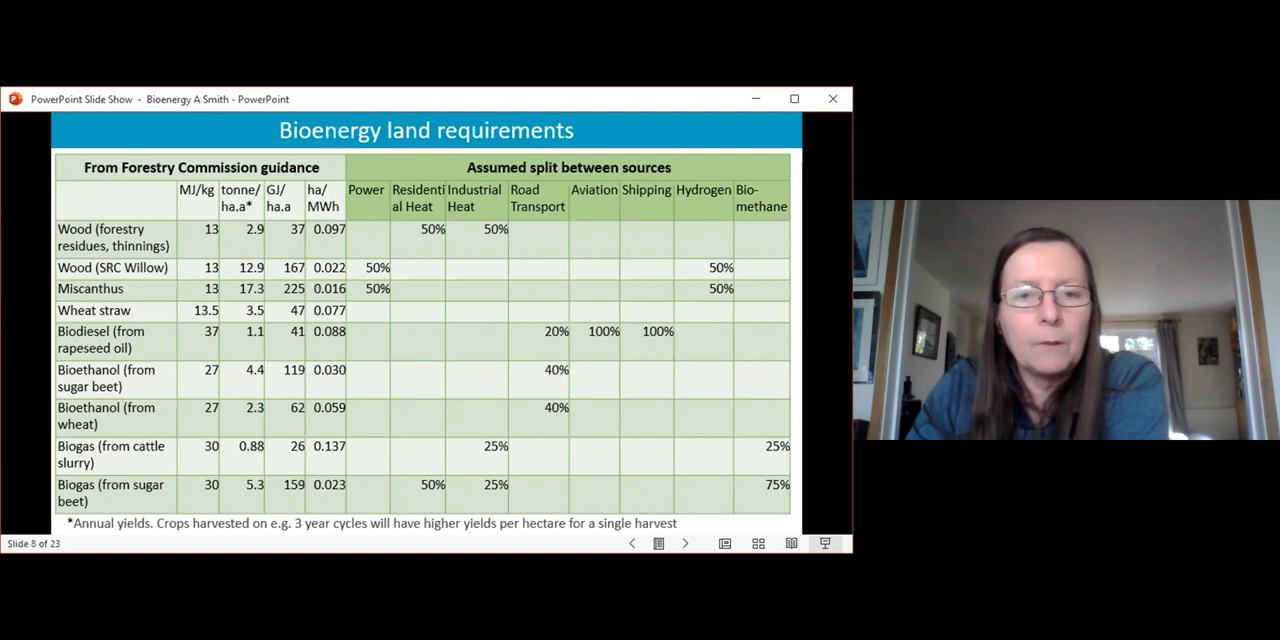 PowerPoint Slide Show - Bioenergy A Smith - PowerPoint
Bioenergy land requirements
From Forestry Commission guidance Assumed split between sources
MJ/kg tonne/ GJ/ ha/ Power Residenti Industrial Road Aviation Shipping Hydrogen Bio-
ha.a* ha.a MWh al Heat Heat Transport methane
Wood (forestry 13 2.9 37 0.097 50% 50%
residues, thinnings)
Wood (SRC Willow) 13 12.9 167 0.022 50% 50%
Miscanthus 13 17.3 225 0.016 50% 50%
Wheat straw 13.5 3.5 47 0.077
Biodiesel (from 37 1.1 41 0.088 20% 100% 100%
rapeseed oil)
Bioethanol (from 27 4.4 119 0.030 40%
sugar beet)
Bioethanol (from 27 2.3 62 0.059 40%
wheat)
Biogas (from cattle 30 0.88 26 0.137 25% 25%
slurry)
Biogas (from sugar 30 5.3 159 0.023 50% 25% 75%
beet)
*Annual yields. Crops harvested on e.g. 3 year cycles will have higher yields per hectare for a single harvest
Slide 8 of 23